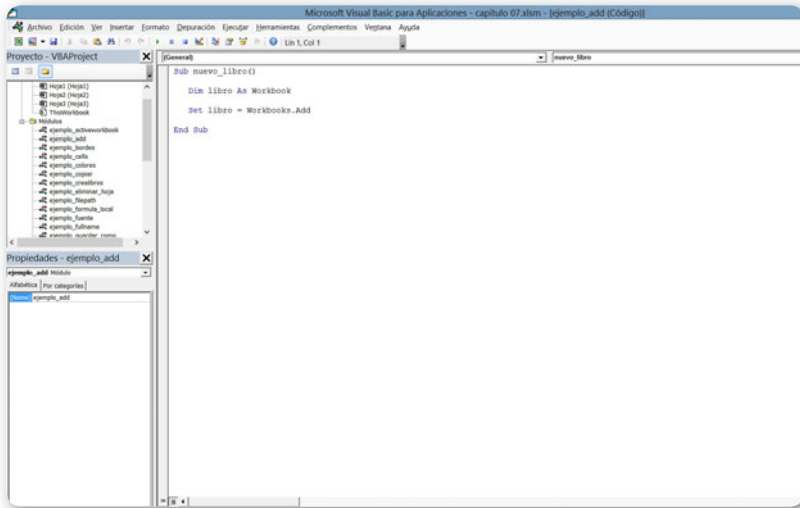 Microsoft Visual Basic para Aplicaciones - capitulo 07.xlsm - [ejemplo_add (Código)]
Archivo Edición Ver Insertar Formato Depuración Ejecutar Herramientas Complementos Ventana Ayuda
Lin 1, Col 1
Proyecto - VBAProject
Hoja1 (Hoja1)
Hoja2 (Hoja2)
Hoja3 (Hoja3)
ThisWorkbook
Módulos
ejemplo_activeworkbook
ejemplo_add
ejemplo_bordes
ejemplo_cells
ejemplo_colores
ejemplo_copiar
ejemplo_crealibros
ejemplo_eliminar_hoja
ejemplo_filepath
ejemplo_formula_local
ejemplo_fuente
ejemplo_fullname
ejemplo_guardar_como
Propiedades - ejemplo_add
ejemplo_add Módulo
Alfabética Por categorías
(Name) ejemplo_add
(General) nuevo_libro
Sub nuevo_libro()
Dim libro As Workbook
Set libro = Workbooks.Add
End Sub